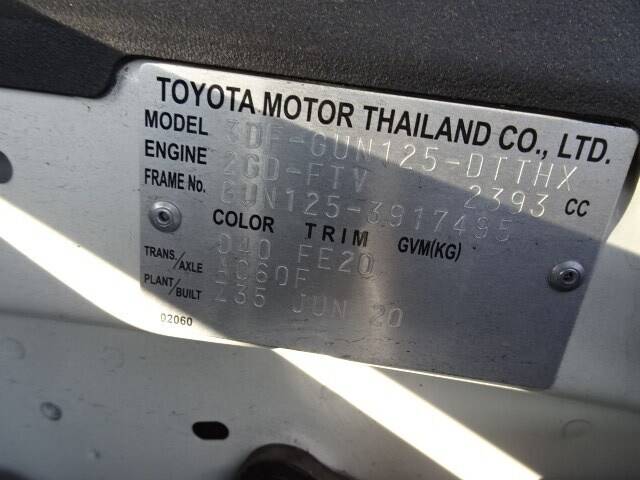 TOYOTA MOTOR THAILAND CO., LTD.
MODEL 3DF-GUN125-DTTHX
ENGINE 2GD-FTV 2393 CC
FRAME No. GUN125-3917495
COLOR TRIM GVM(KG)
040 FE20
TRANS./AXLE AC60F
PLANT/BUILT Z35 JUN 20
02060